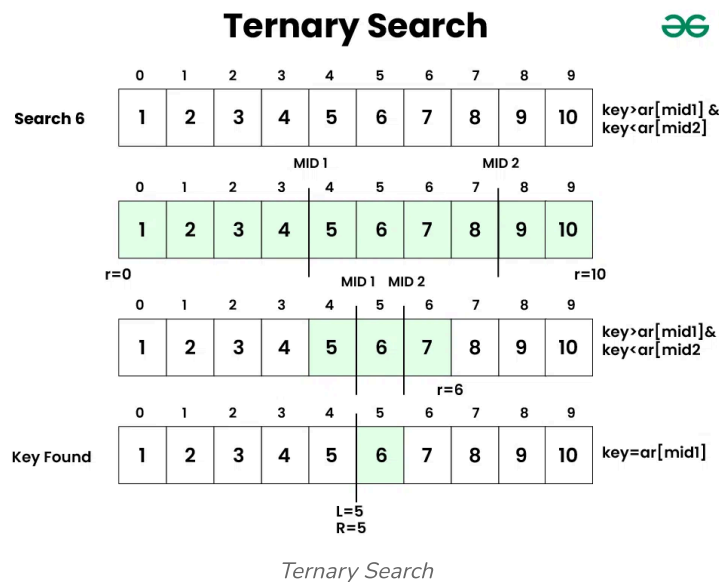 Ternary Search
0 1 2 3 4 5 6 7 8 9
Search 6
1 2 3 4 5 6 7 8 9 10
key>ar[mid1] &
key<ar[mid2]
MID 1 MID 2
0 1 2 3 4 5 6 7 8 9
1 2 3 4 5 6 7 8 9 10
r=0 r=10
MID 1 MID 2
0 1 2 3 4 5 6 7 8 9
1 2 3 4 5 6 7 8 9 10
key>ar[mid1]&
key<ar[mid2
r=6
0 1 2 3 4 5 6 7 8 9
Key Found
1 2 3 4 5 6 7 8 9 10
key=ar[mid1]
L=5
R=5
Ternary Search